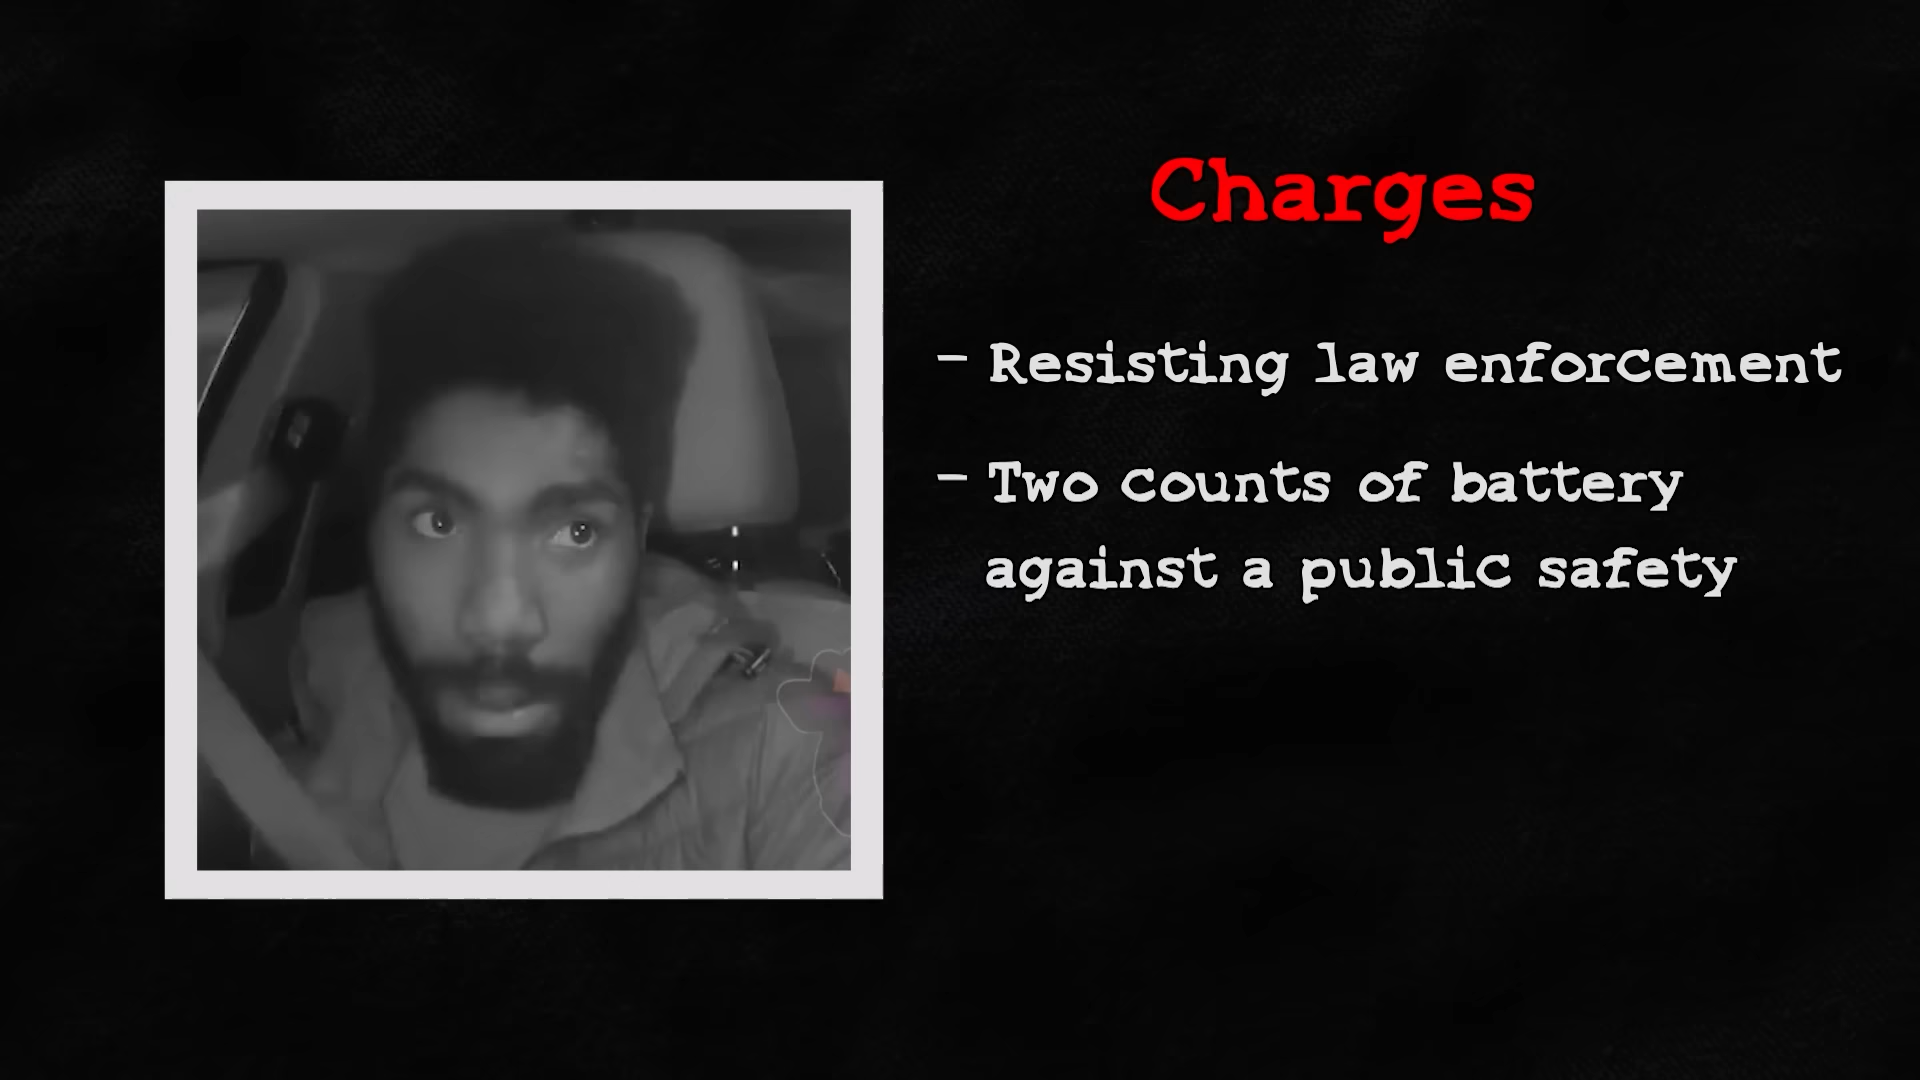 Charges
- Resisting law enforcement
- Two counts of battery
against a public safety